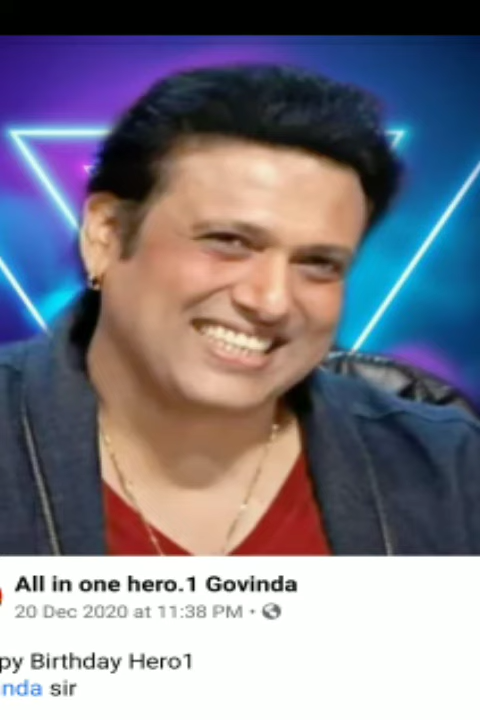 All in one hero.1 Govinda
20 Dec 2020 at 11:38 PM •
py Birthday Hero1
nda sir